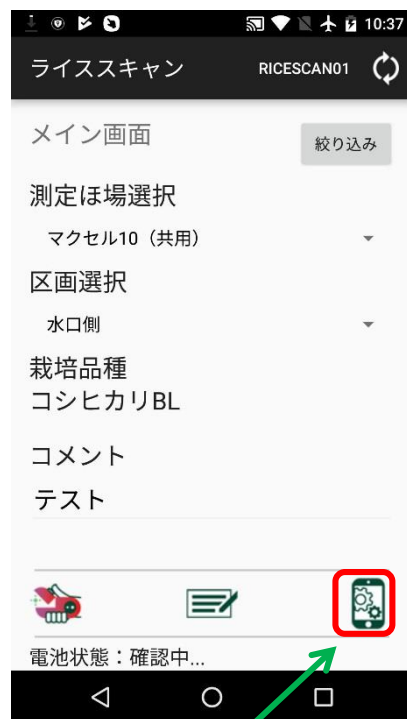 10:37
ライススキャン RICESCAN01
メイン画面 絞り込み
測定ほ場選択
マクセル10（共用）
区画選択
水口側
栽培品種
コシヒカリBL
コメント
テスト
電池状態：確認中...